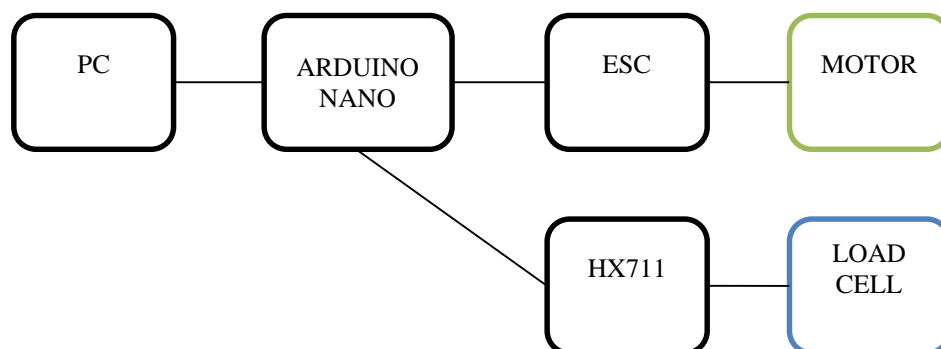 PC
ARDUINO
NANO
ESC
MOTOR
HX711
LOAD
CELL